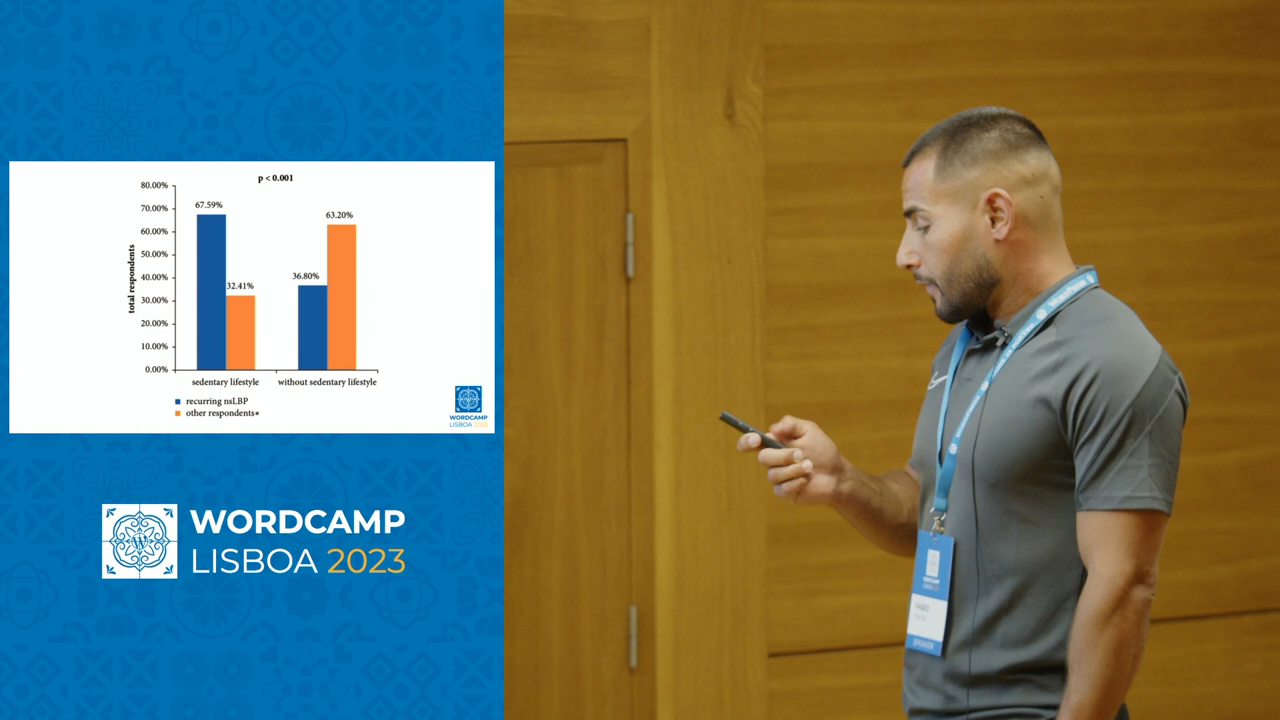 p < 0.001
80.00%
70.00%
60.00%
50.00%
40.00%
30.00%
20.00%
10.00%
0.00%
total respondents
67.59%
32.41%
36.80%
63.20%
sedentary lifestyle
without sedentary lifestyle
recurring nsLBP
other respondents*
WORDCAMP
LISBOA 2023
WORDCAMP
LISBOA 2023
WORDCAMP
SPEAKER